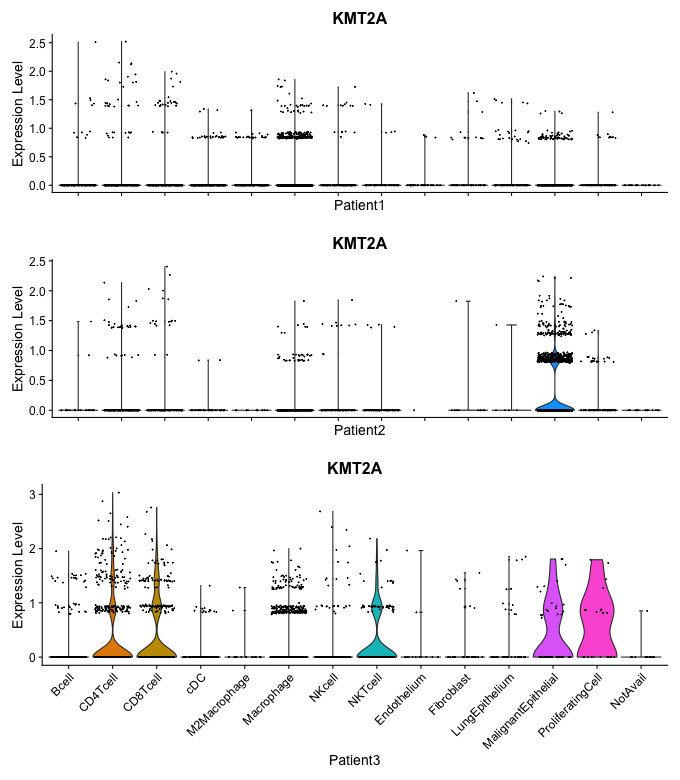 KMT2A
Expression Level
2.5
2.0
1.5
1.0
0.5
0.0
Patient1
KMT2A
Expression Level
2.5
2.0
1.5
1.0
0.5
0.0
Patient2
KMT2A
Expression Level
3
2
1
0
Bcell
CD4Tcell
CD8Tcell
cDC
M2Macrophage
Macrophage
NKcell
NKTcell
Endothelium
Fibroblast
LungEpithelium
MalignantEpithelial
ProliferatingCell
NotAvail
Patient3